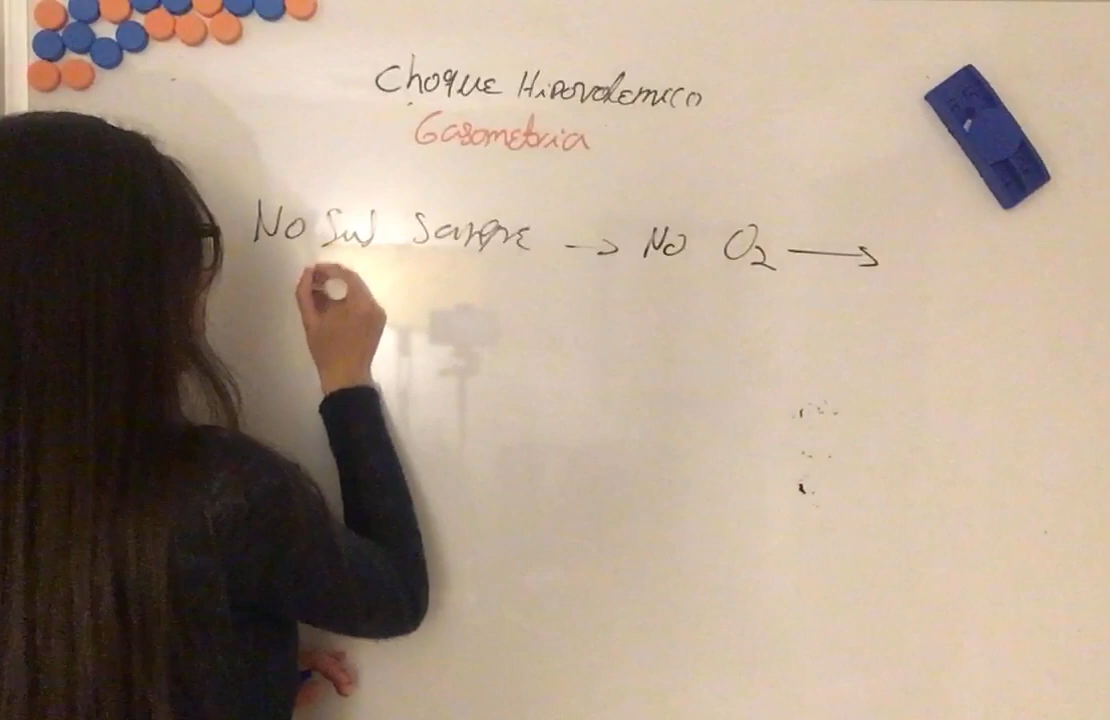 Choque Hipovolemico
Gasometria
No Suf Sangre → No O2 →